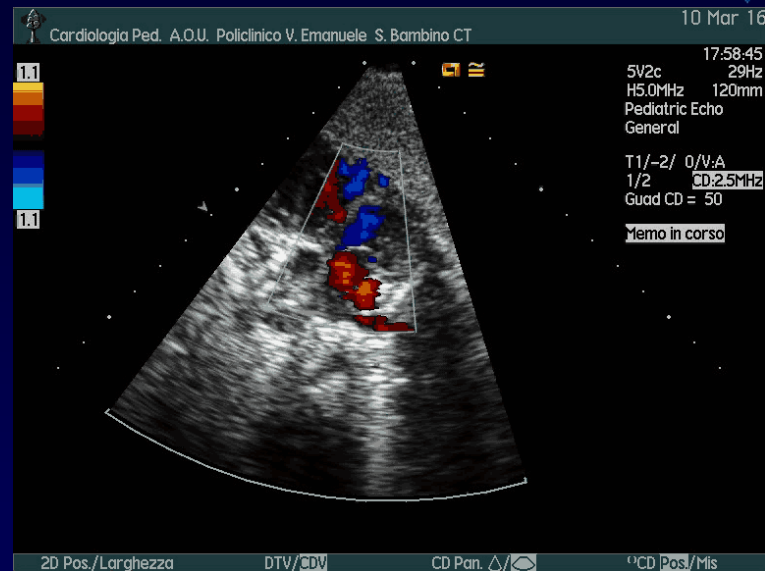 10 Mar 16
Cardiologia Ped. A.O.U. Policlinico V. Emanuele S. Bambino CT
17:58:45
1.1
5V2c 29Hz
H5.0MHz 120mm
Pediatric Echo
General
T1/-2/ 0/V:A
1/2 CD:2.5MHz
Guad CD = 50
1.1
Memo in corso
2D Pos./Larghezza DTV/CDV CD Pan. △/ CD Pos./Mis